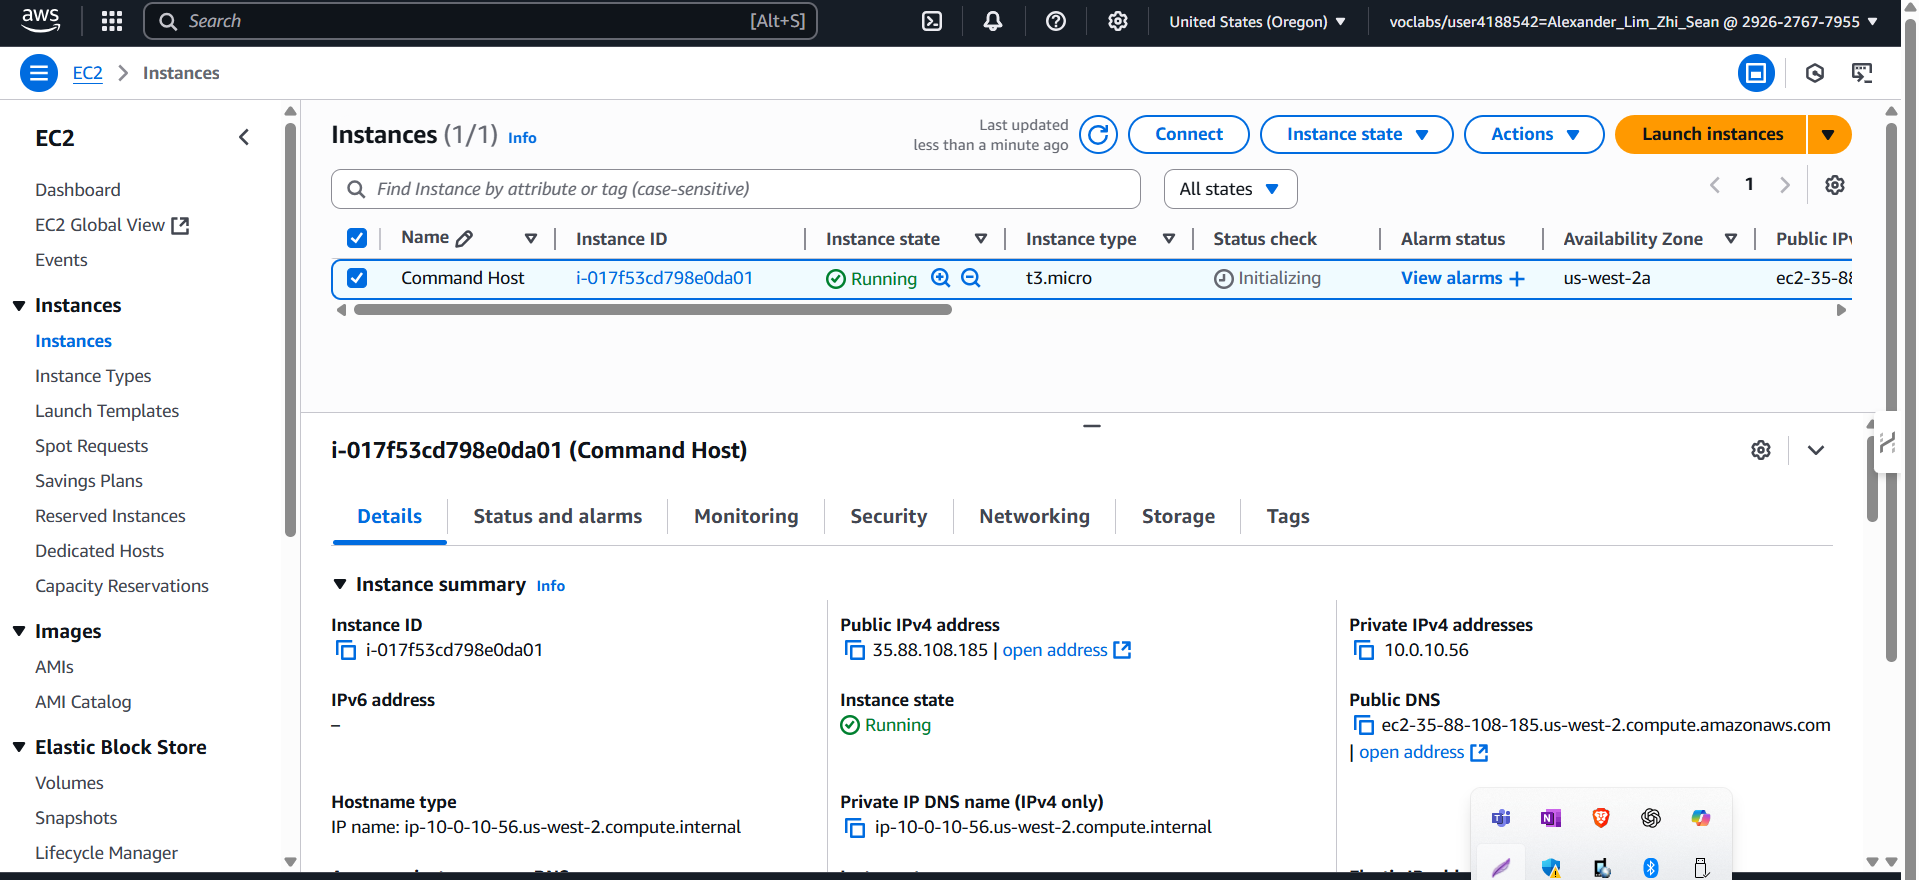 aws
Search [Alt+S]
United States (Oregon)
voclabs/user4188542=Alexander_Lim_Zhi_Sean @ 2926-2767-7955
EC2 Instances
EC2
Dashboard
EC2 Global View
Events
Instances
Instances
Instance Types
Launch Templates
Spot Requests
Savings Plans
Reserved Instances
Dedicated Hosts
Capacity Reservations
Images
AMIs
AMI Catalog
Elastic Block Store
Volumes
Snapshots
Lifecycle Manager
Instances (1/1) Info
Last updated
less than a minute ago
Connect
Instance state
Actions
Launch instances
Find Instance by attribute or tag (case-sensitive)
All states
1
Name Instance ID Instance state Instance type Status check Alarm status Availability Zone Public IPv
Command Host i-017f53cd798e0da01 Running t3.micro Initializing View alarms + us-west-2a ec2-35-88
i-017f53cd798e0da01 (Command Host)
Details Status and alarms Monitoring Security Networking Storage Tags
Instance summary Info
Instance ID
i-017f53cd798e0da01
Public IPv4 address
35.88.108.185 | open address
Private IPv4 addresses
10.0.10.56
IPv6 address
–
Instance state
Running
Public DNS
ec2-35-88-108-185.us-west-2.compute.amazonaws.com
| open address
Hostname type
IP name: ip-10-0-10-56.us-west-2.compute.internal
Private IP DNS name (IPv4 only)
ip-10-0-10-56.us-west-2.compute.internal